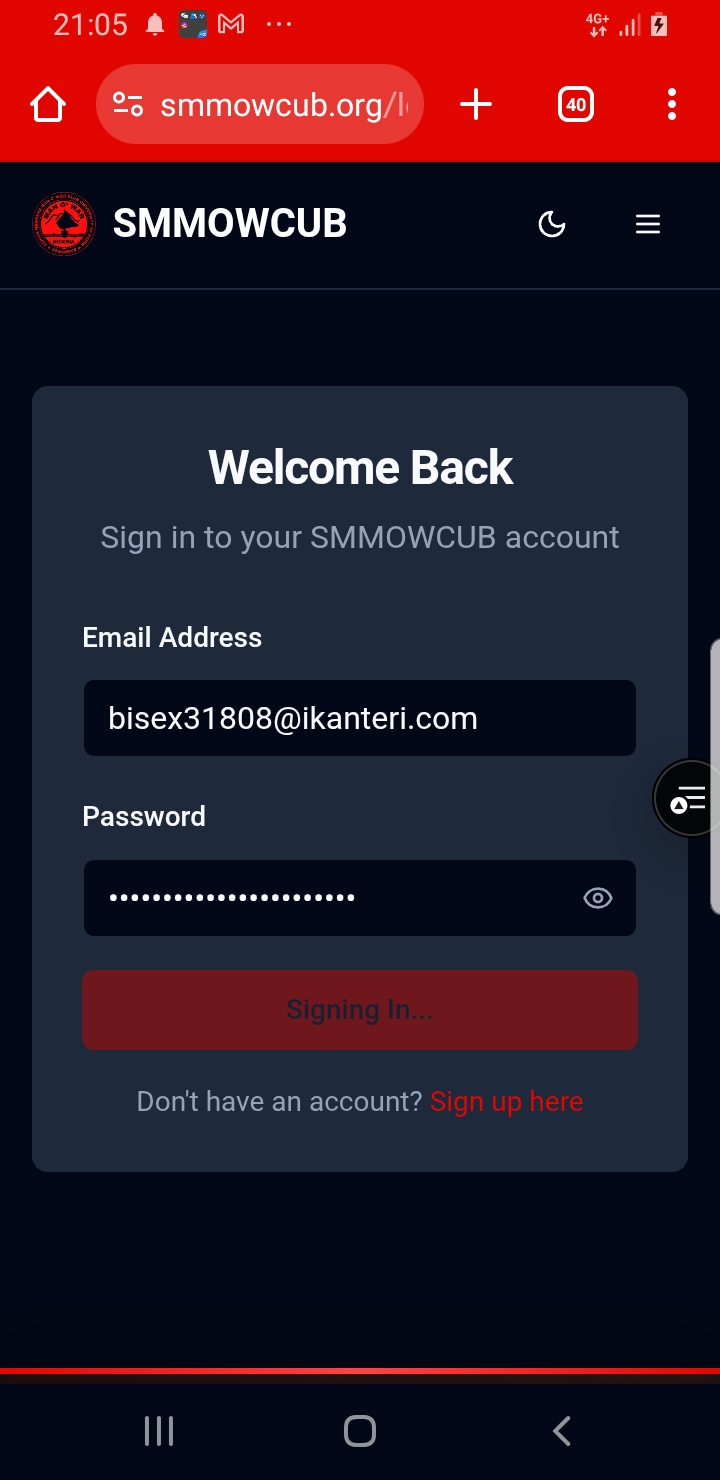 21:05
4G+
smmowcub.org/l
40
SMMOWCUB
Welcome Back
Sign in to your SMMOWCUB account
Email Address
bisex31808@ikanteri.com
Password
Signing In...
Don't have an account? Sign up here